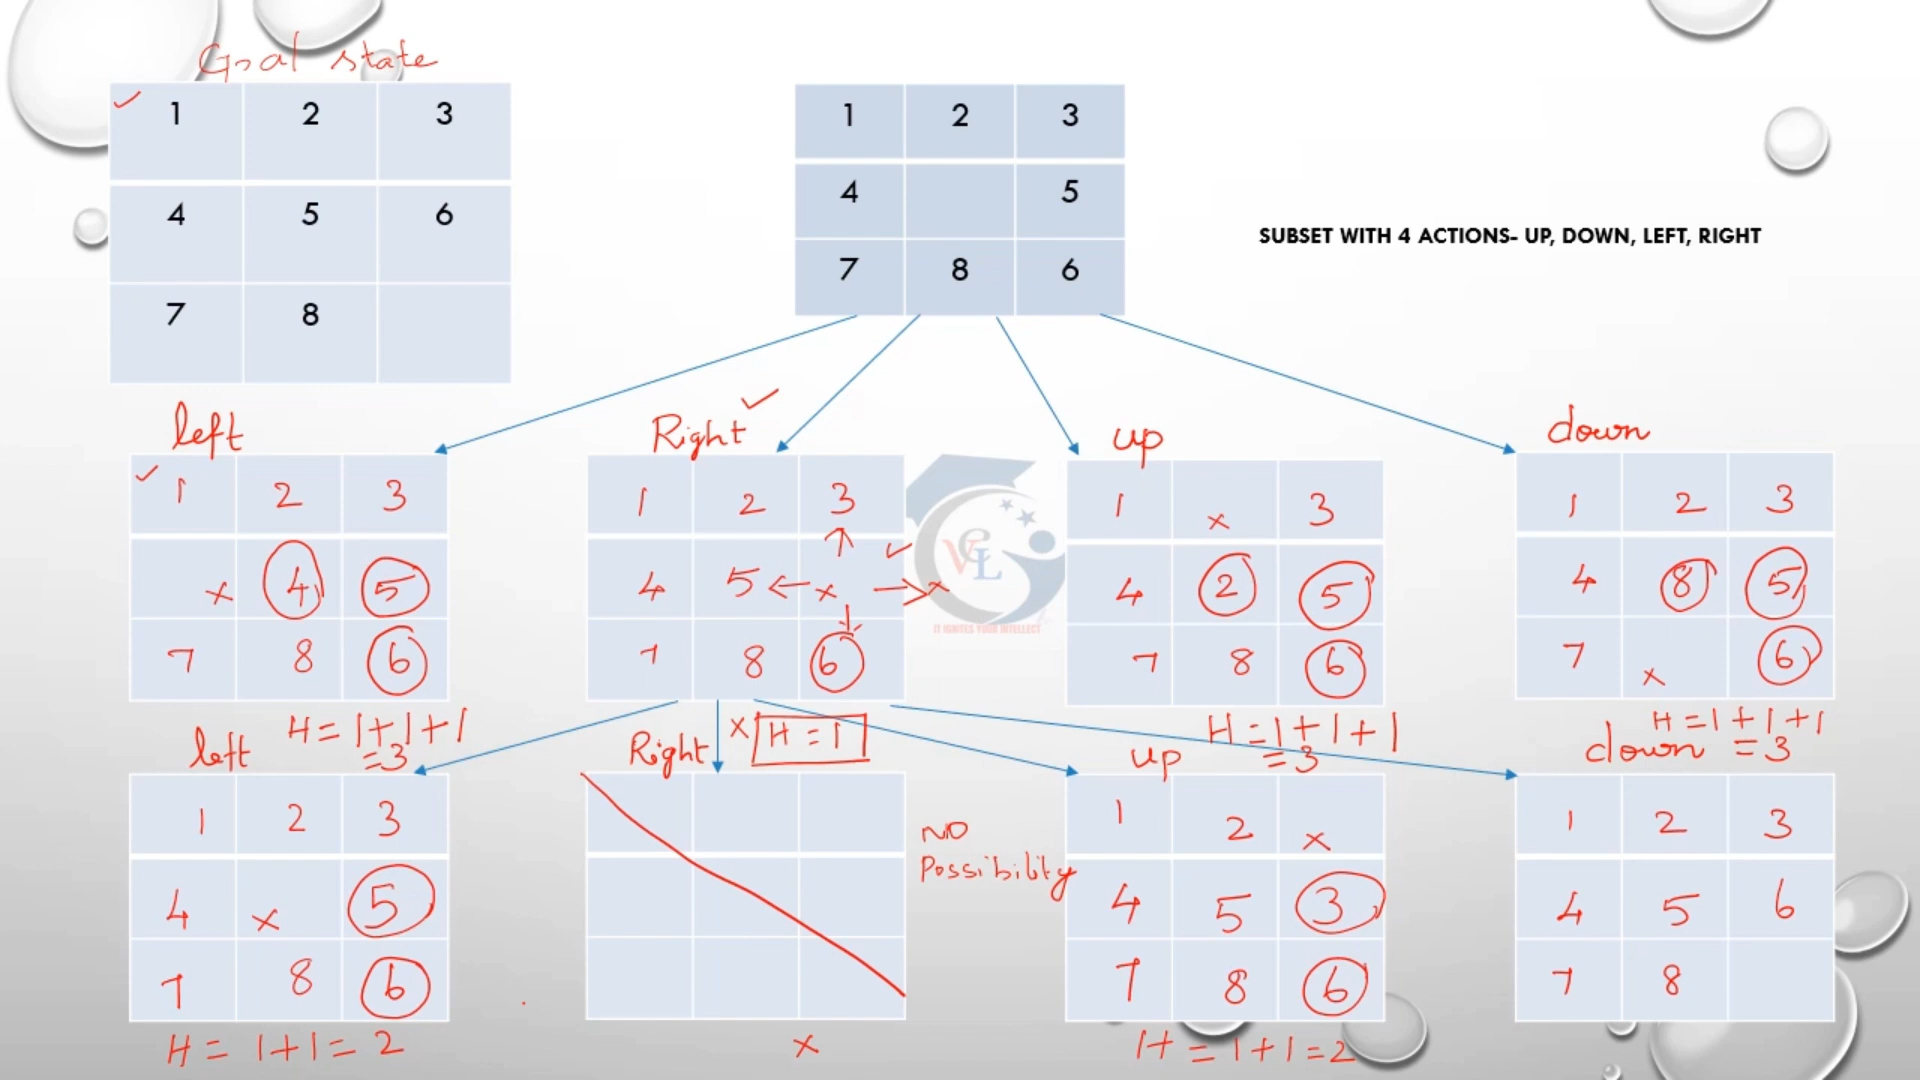 Goal state
✓ 1 2 3
4 5 6
7 8
1 2 3
4 5
7 8 6
SUBSET WITH 4 ACTIONS- UP, DOWN, LEFT, RIGHT
left
✓ 1 2 3
x 4 5
7 8 6
H = 1+1+1
=3
Right ✓
1 2 3
↑ ✓
4 5 ← x → x
↓
7 8 6
x H = 1
up
1 x 3
4 2 5
7 8 6
H = 1+1+1
= 3
down
1 2 3
4 8 5
7 x 6
H = 1+1+1
= 3
VCL
IT IGNITES YOUR INTELLECT
left
1 2 3
4 x 5
7 8 6
H = 1+1 = 2
Right
NO
Possibility
x
up
1 2 x
4 5 3
7 8 6
H = 1+1 = 2
down
1 2 3
4 5 6
7 8